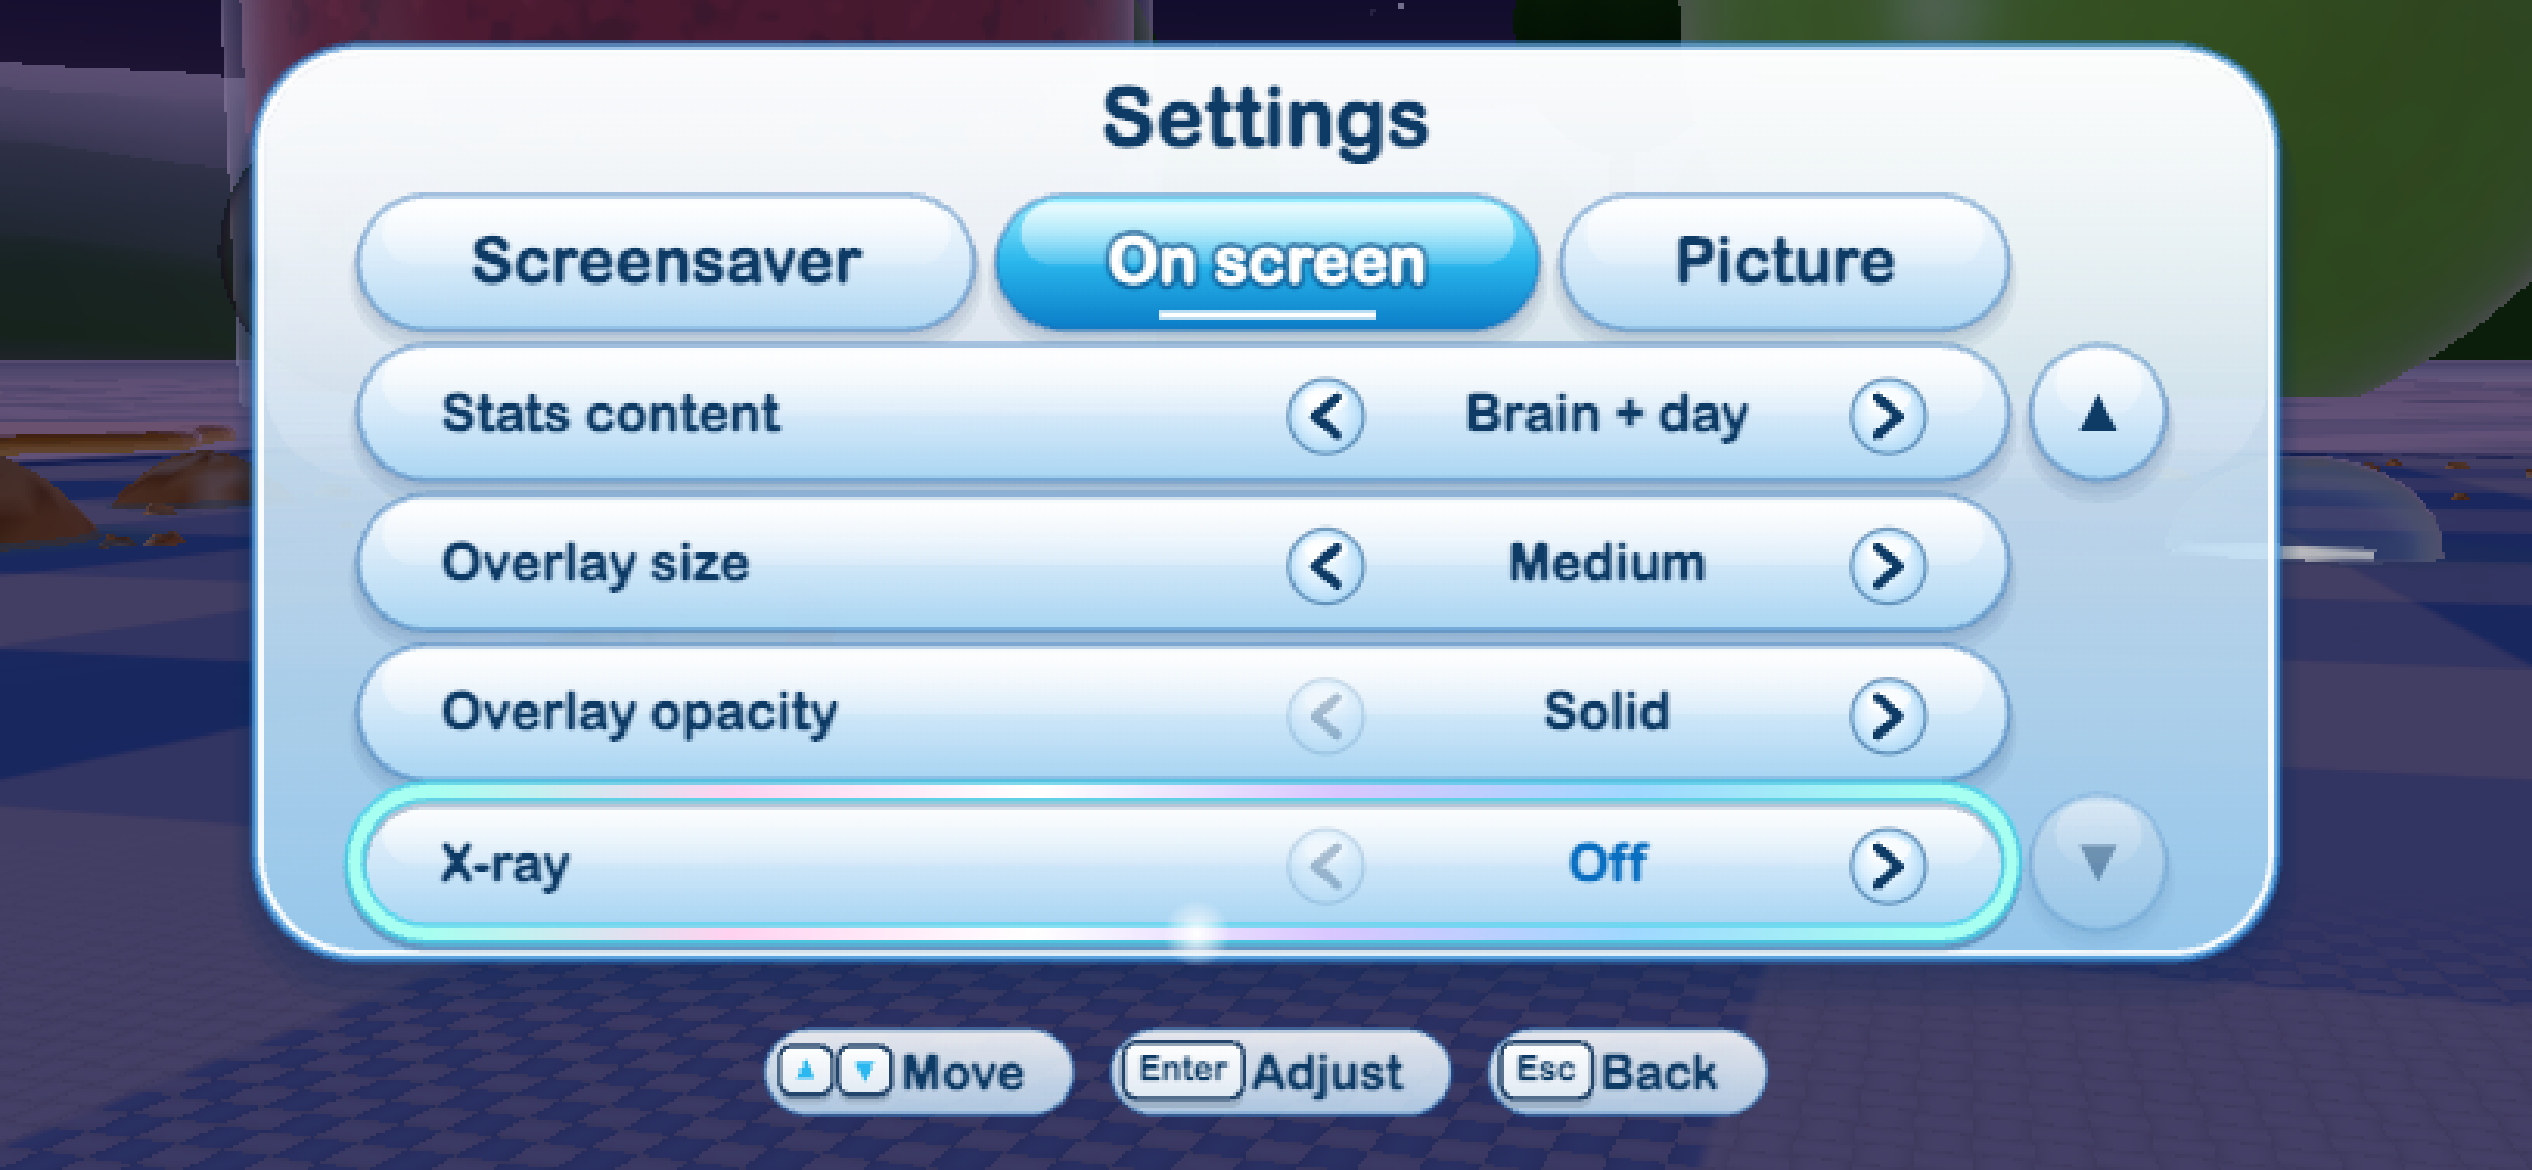 Settings
Screensaver On screen Picture
Stats content < Brain + day > ▲
Overlay size < Medium >
Overlay opacity < Solid >
X-ray < Off > ▼
▲ ▼ Move Enter Adjust Esc Back